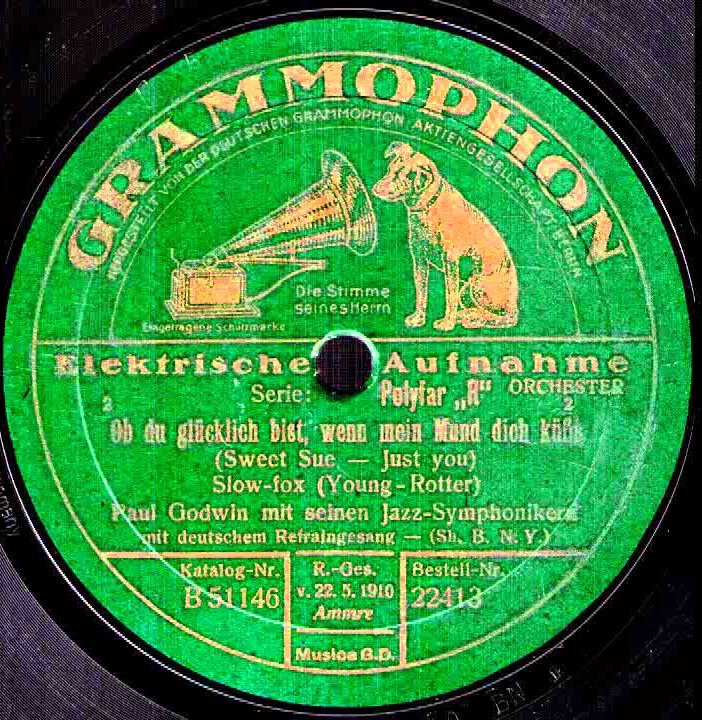 GRAMMOPHON
HERGESTELLT VON DER DEUTSCHEN GRAMMOPHON AKTIENGESELLSCHAFT, BERLIN
Die Stimme
seines Herrn
Eingetragene Schutzmarke
Elektrische Aufnahme
Serie: Polyfar „R“ ORCHESTER
2 2
Ob du glücklich bist, wenn mein Mund dich küßt
(Sweet Sue — Just you)
Slow-fox (Young-Rotter)
Paul Godwin mit seinen Jazz-Symphonikern
mit deutschem Refraingesang — (Sh. B. N. Y.)
Katalog-Nr.
B 51146
R.-Ges.
v. 22. 5. 1910
Ammre
Bestell-Nr.
22413
Musica G.D.